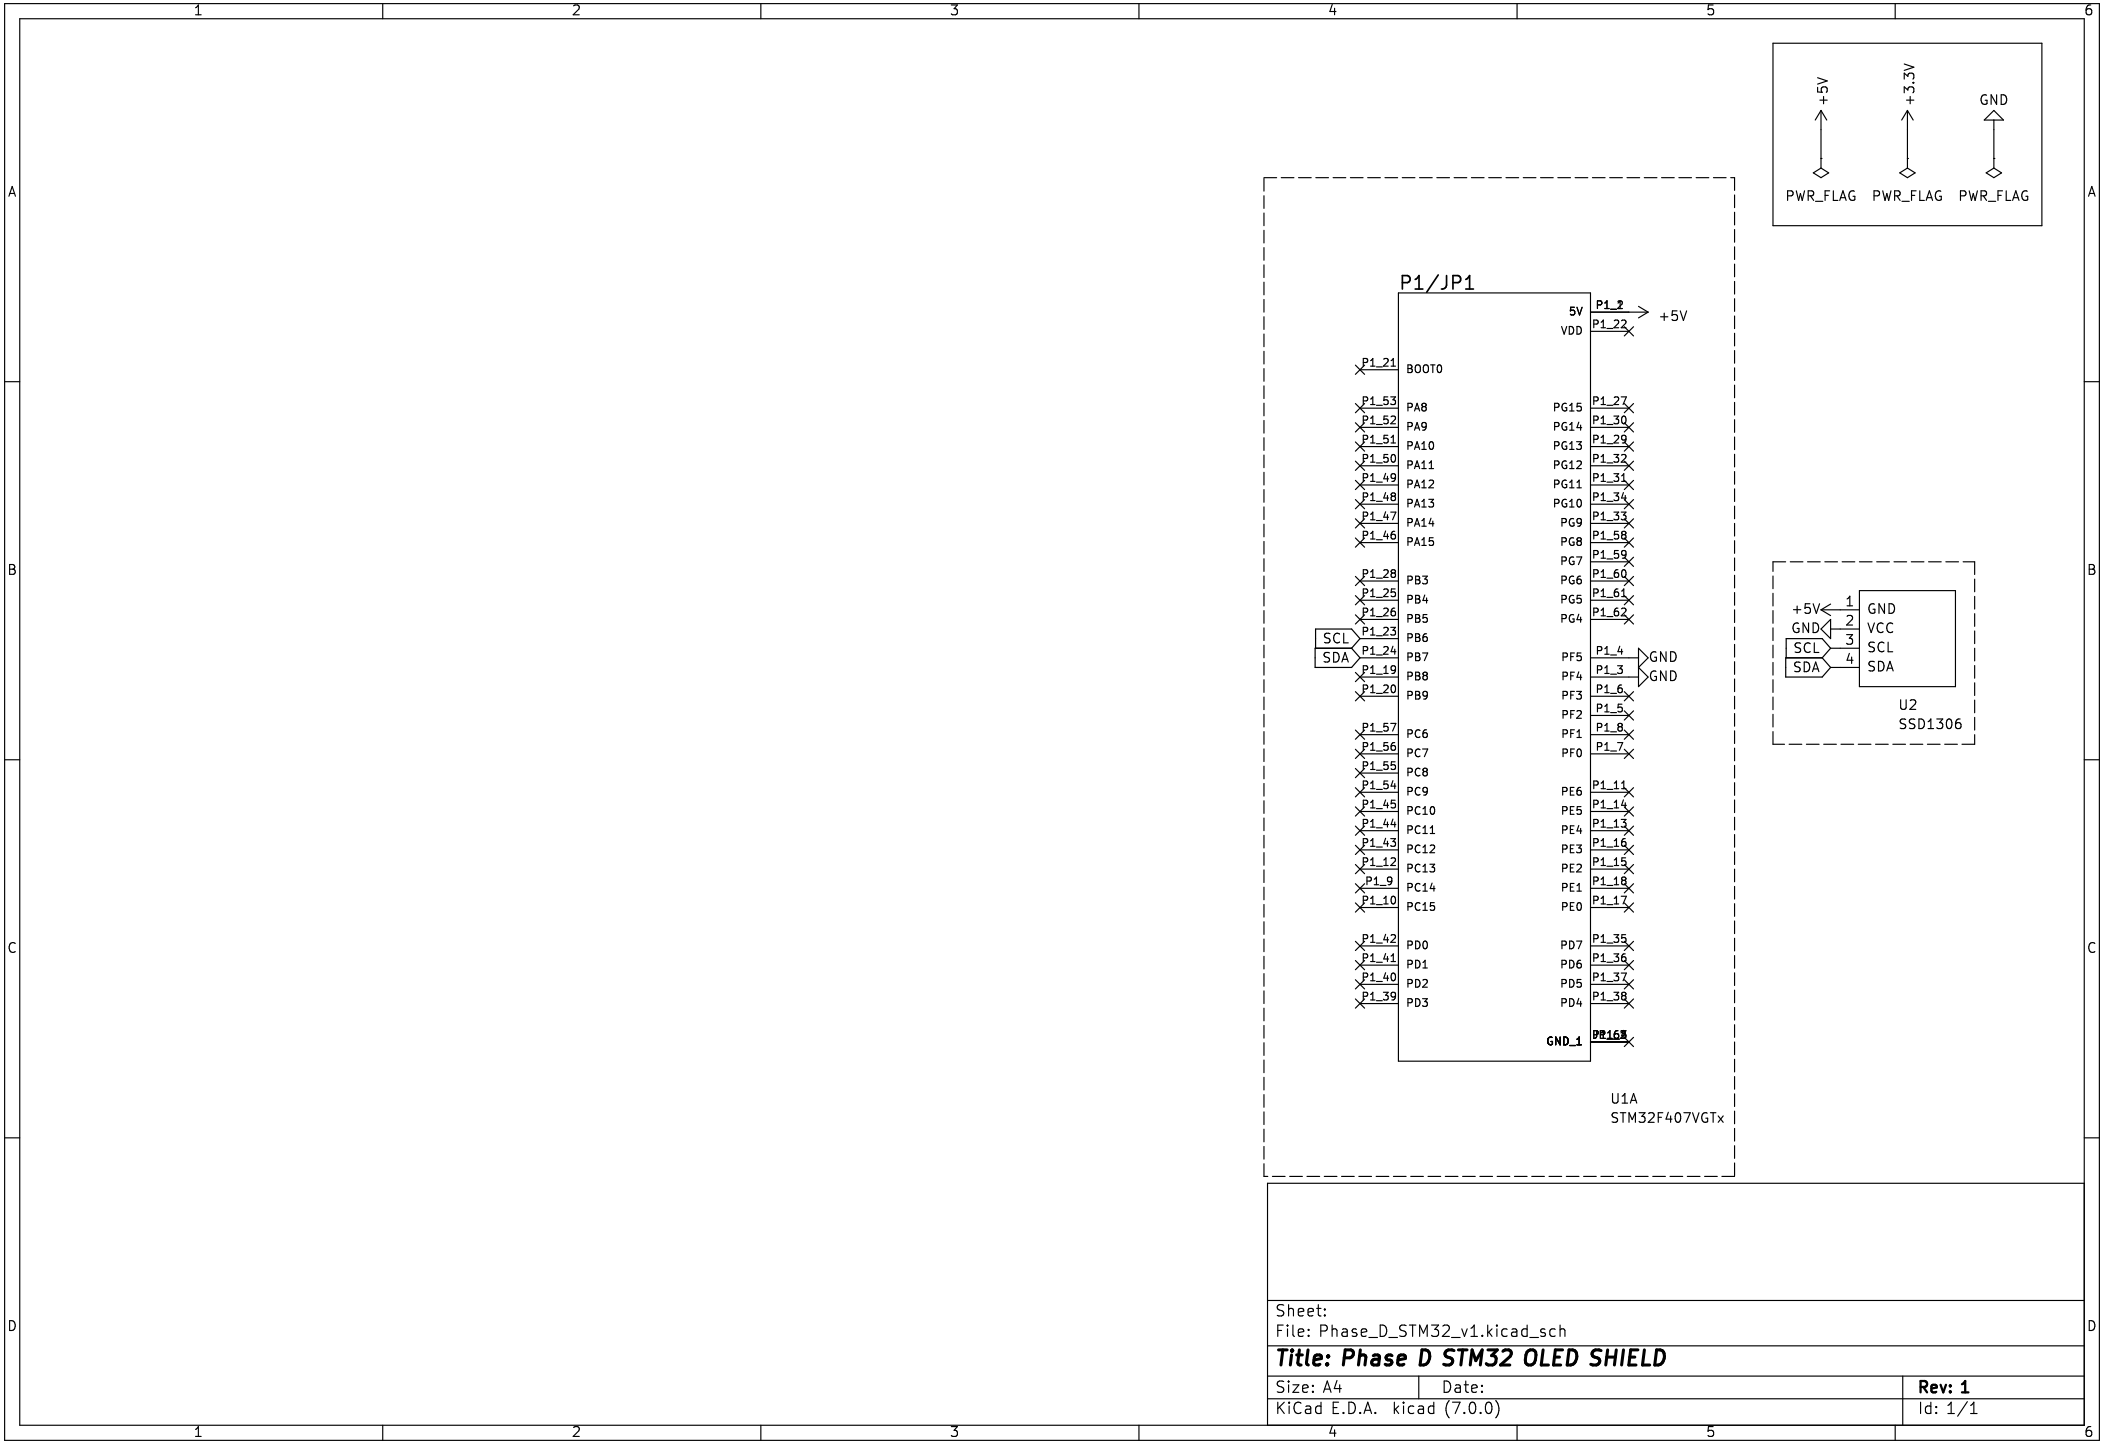 1 2 3 4 5 6
A
B
C
D
A
B
C
D
+5V
+3.3V
GND
PWR_FLAG PWR_FLAG PWR_FLAG
P1/JP1
5V +5V
VDD P1_22
P1_21 BOOT0
P1_53 PA8 PG15 P1_27
P1_52 PA9 PG14 P1_30
P1_51 PA10 PG13 P1_29
P1_50 PA11 PG12 P1_32
P1_49 PA12 PG11 P1_31
P1_48 PA13 PG10 P1_34
P1_47 PA14 PG9 P1_33
P1_46 PA15 PG8 P1_58
PG7 P1_59
P1_28 PB3 PG6 P1_60
P1_25 PB4 PG5 P1_61
P1_26 PB5 PG4 P1_62
SCL P1_23 PB6
SDA P1_24 PB7 PF5 P1_4 GND
P1_19 PB8 PF4 P1_3 GND
P1_20 PB9 PF3 P1_6
PF2 P1_5
P1_57 PC6 PF1 P1_8
P1_56 PC7 PF0 P1_7
P1_55 PC8
P1_54 PC9 PE6 P1_11
P1_45 PC10 PE5 P1_14
P1_44 PC11 PE4 P1_13
P1_43 PC12 PE3 P1_16
P1_12 PC13 PE2 P1_15
P1_9 PC14 PE1 P1_18
P1_10 PC15 PE0 P1_17
P1_42 PD0 PD7 P1_35
P1_41 PD1 PD6 P1_36
P1_40 PD2 PD5 P1_37
P1_39 PD3 PD4 P1_38
GND_1
U1A
STM32F407VGTx
+5V 1 GND
GND 2 VCC
SCL 3 SCL
SDA 4 SDA
U2
SSD1306
Sheet:
File: Phase_D_STM32_v1.kicad_sch
Title: Phase D STM32 OLED SHIELD
Size: A4 Date: Rev: 1
KiCad E.D.A. kicad (7.0.0) Id: 1/1
1 2 3 4 5 6